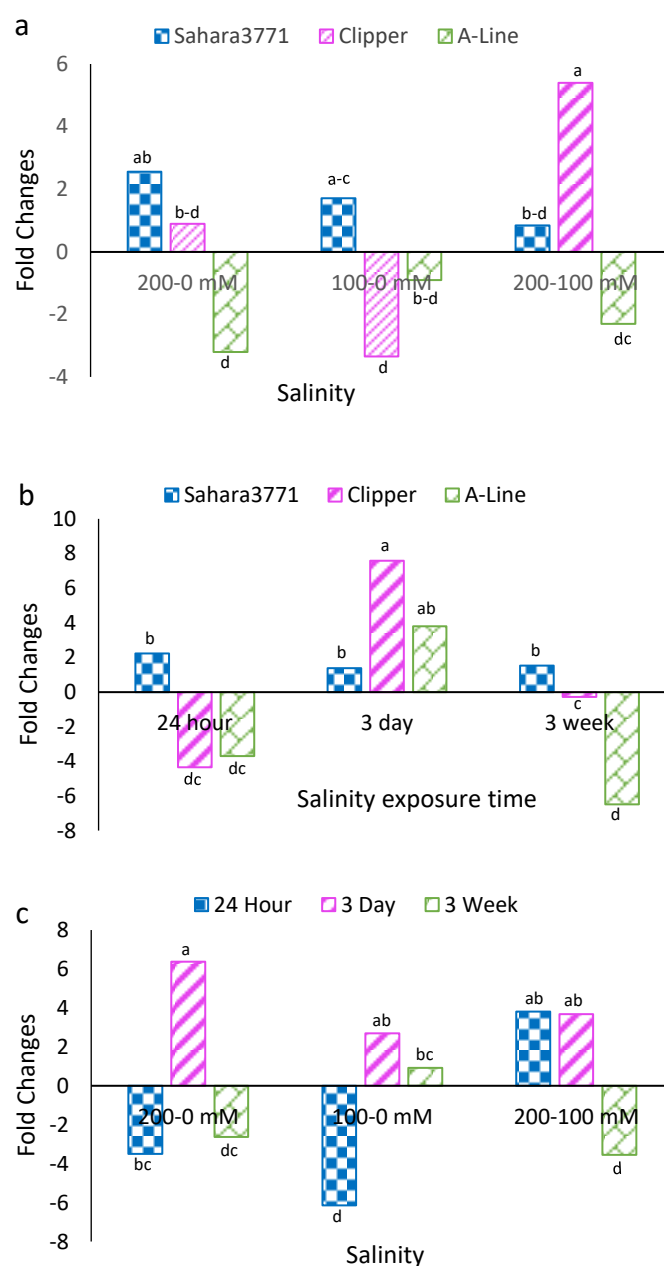 a
Sahara3771 Clipper A-Line
6
4
2
0
-2
-4
Fold Changes
ab
b-d
d
a-c
d
b-d
b-d
a
dc
200-0 mM 100-0 mM 200-100 mM
Salinity
b
Sahara3771 Clipper A-Line
10
8
6
4
2
0
-2
-4
-6
-8
Fold Changes
b
dc
dc
b
a
ab
b
c
d
24 hour 3 day 3 week
Salinity exposure time
c
24 Hour 3 Day 3 Week
8
6
4
2
0
-2
-4
-6
-8
Fold Changes
bc
a
dc
d
ab
bc
ab
ab
d
200-0 mM 100-0 mM 200-100 mM
Salinity